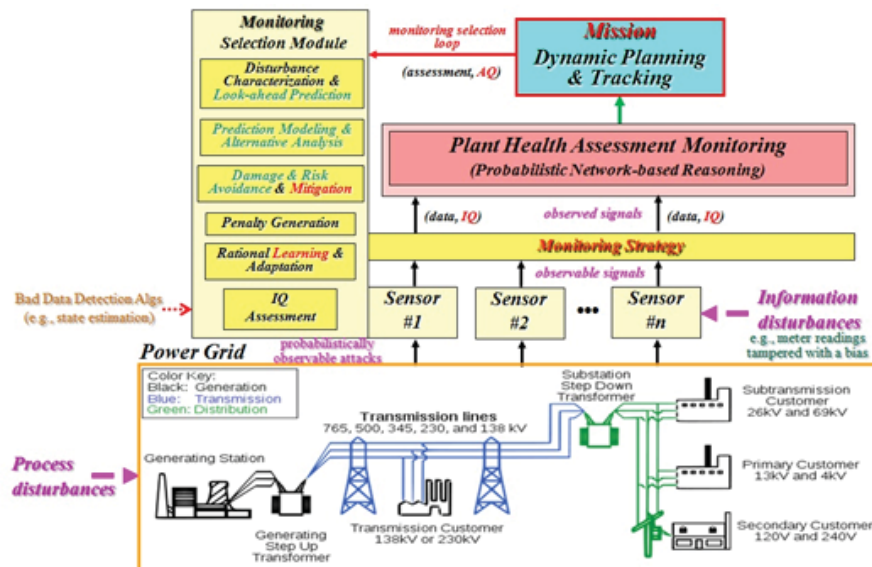 Monitoring
Selection Module
Disturbance
Characterization &
Look-ahead Prediction
Prediction Modeling &
Alternative Analysis
Damage & Risk
Avoidance & Mitigation
Penalty Generation
Rational Learning &
Adaptation
IQ
Assessment
monitoring selection
loop
(assessment, AQ)
Mission
Dynamic Planning
& Tracking
Plant Health Assessment Monitoring
(Probabilistic Network-based Reasoning)
(data, IQ)
observed signals
(data, IQ)
Monitoring Strategy
observable signals
Bad Data Detection Algs
(e.g., state estimation)
Sensor
#1
Sensor
#2
•••
Sensor
#n
Information
disturbances
e.g., meter readings
tampered with a bias
probabilistically
observable attacks
Power Grid
Color Key:
Black: Generation
Blue: Transmission
Green: Distribution
Process
disturbances
Generating Station
Generating
Step Up
Transformer
Transmission lines
765, 500, 345, 230, and 138 kV
Transmission Customer
138kV or 230kV
Substation
Step Down
Transformer
Subtransmission
Customer
26kV and 69kV
Primary Customer
13kV and 4kV
Secondary Customer
120V and 240V